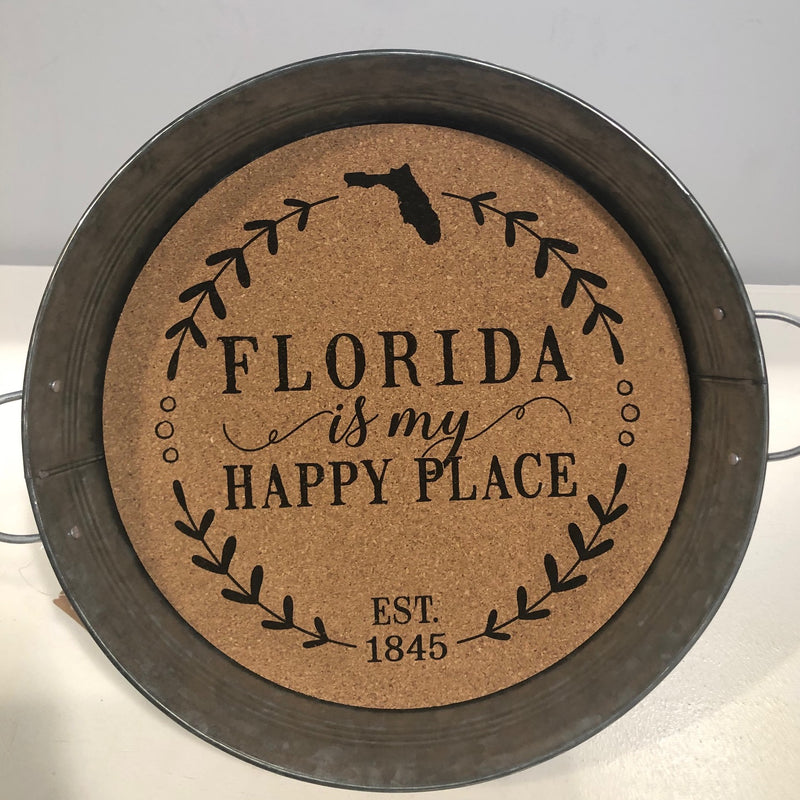 FLORIDA
is my
HAPPY PLACE
EST.
1845